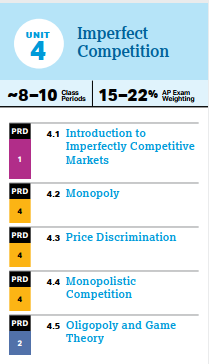 UNIT
4
Imperfect
Competition
~8–10 Class Periods
15–22% AP Exam Weighting
PRD
1
4.1 Introduction to
Imperfectly Competitive
Markets
PRD
4
4.2 Monopoly
PRD
4
4.3 Price Discrimination
PRD
4
4.4 Monopolistic
Competition
PRD
2
4.5 Oligopoly and Game
Theory